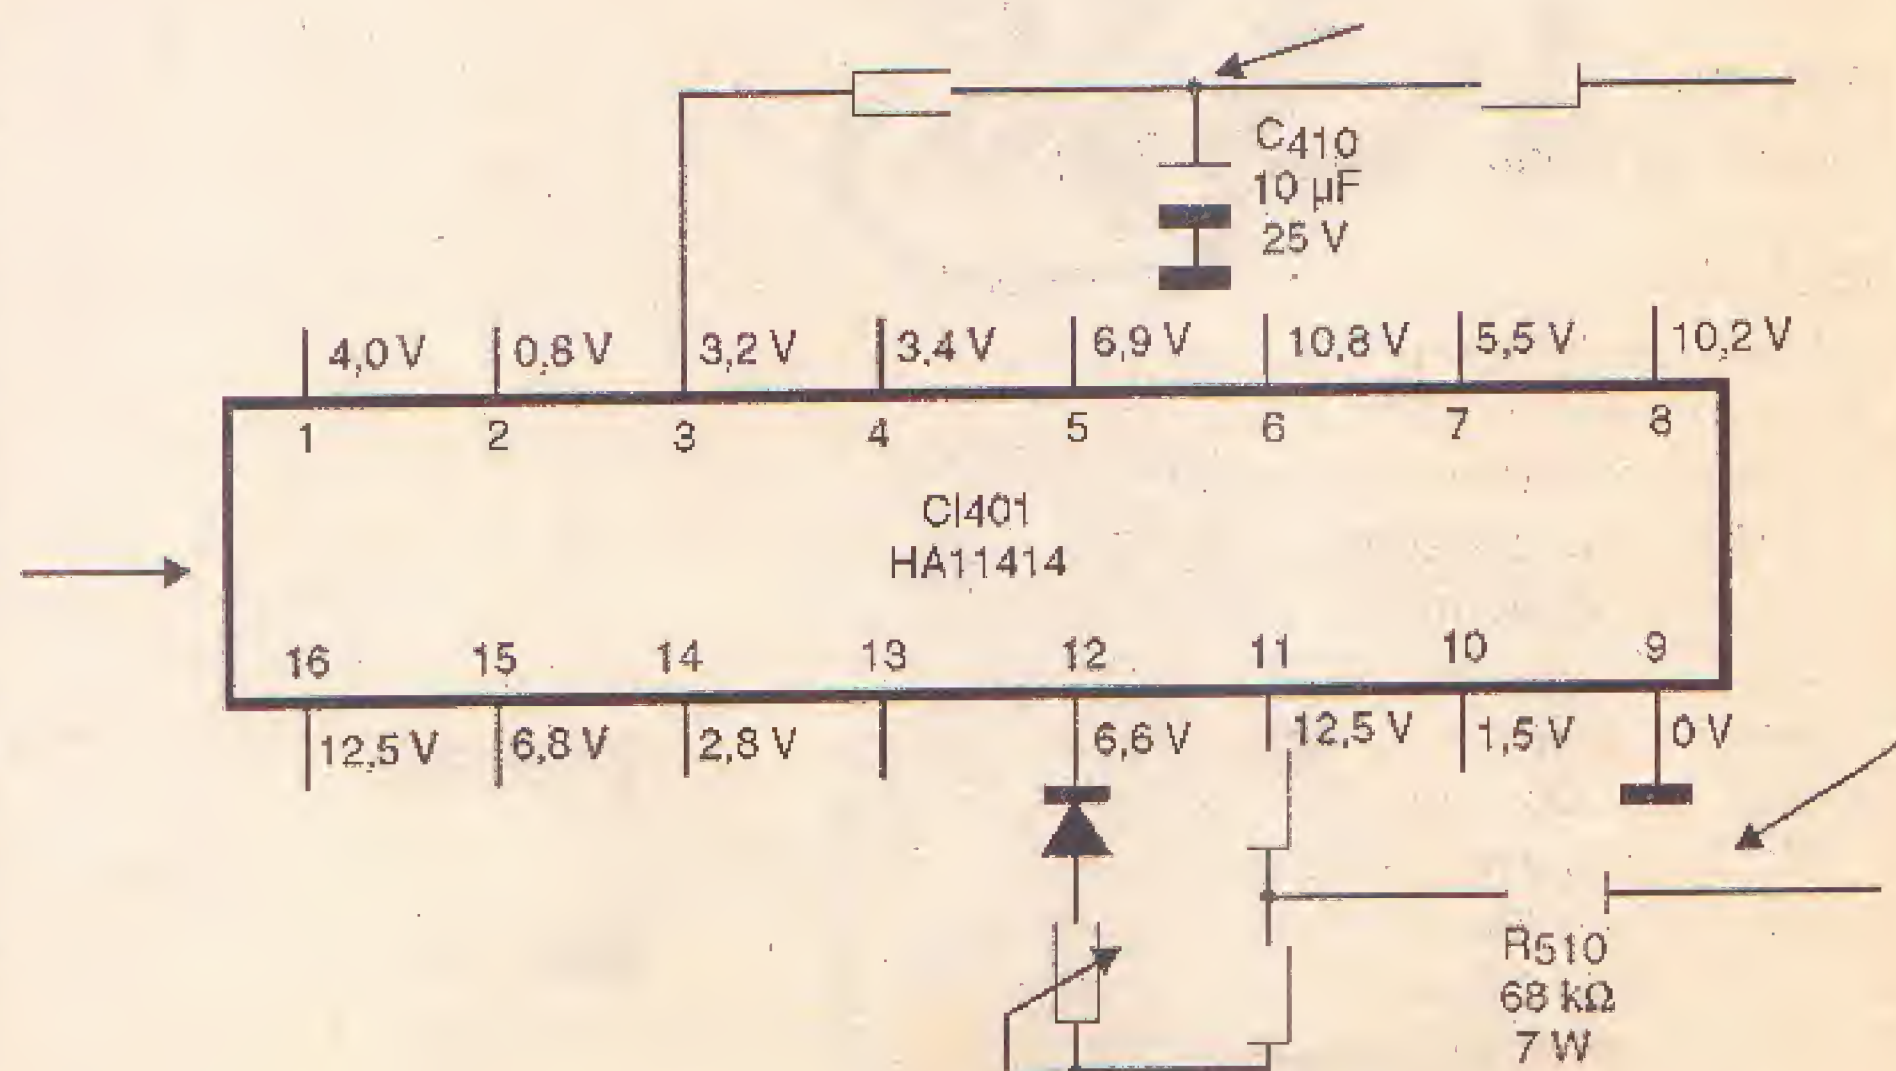 C410
10 µF
25 V
4,0 V
0,8 V
3,2 V
3,4 V
6,9 V
10,8 V
5,5 V
10,2 V
1
2
3
4
5
6
7
8
CI401
HA11414
16
15
14
13
12
11
10
9
12,5 V
6,8 V
2,8 V
6,6 V
12,5 V
1,5 V
0 V
R510
68 kΩ
7 W